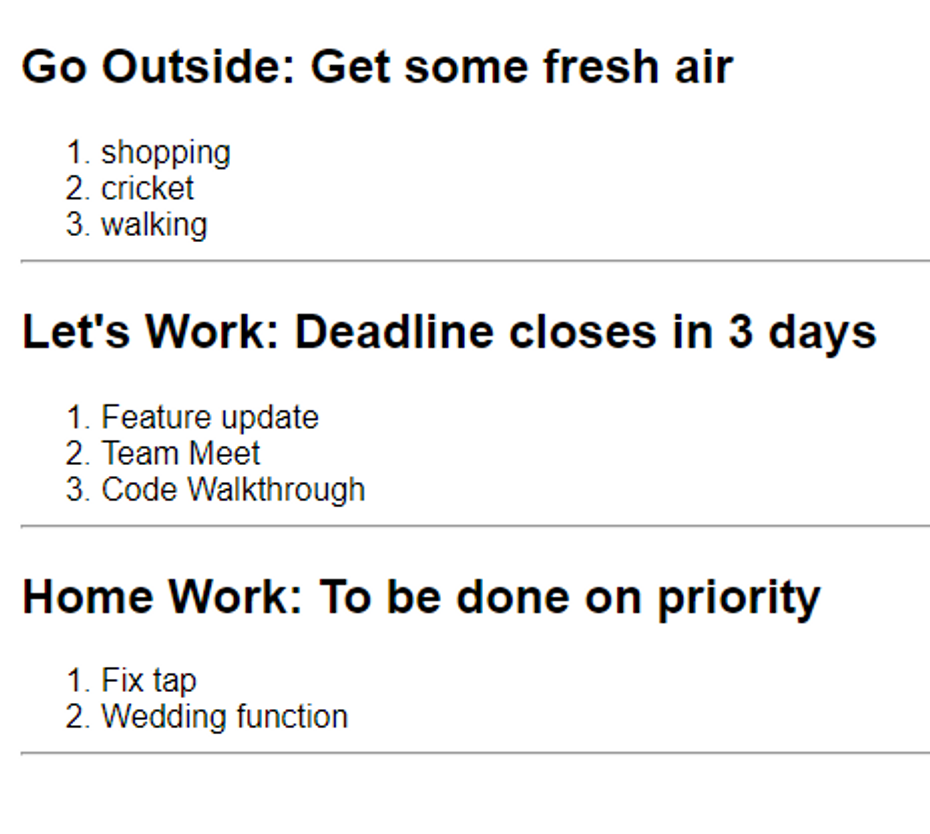 Go Outside: Get some fresh air
1. shopping
2. cricket
3. walking
Let's Work: Deadline closes in 3 days
1. Feature update
2. Team Meet
3. Code Walkthrough
Home Work: To be done on priority
1. Fix tap
2. Wedding function